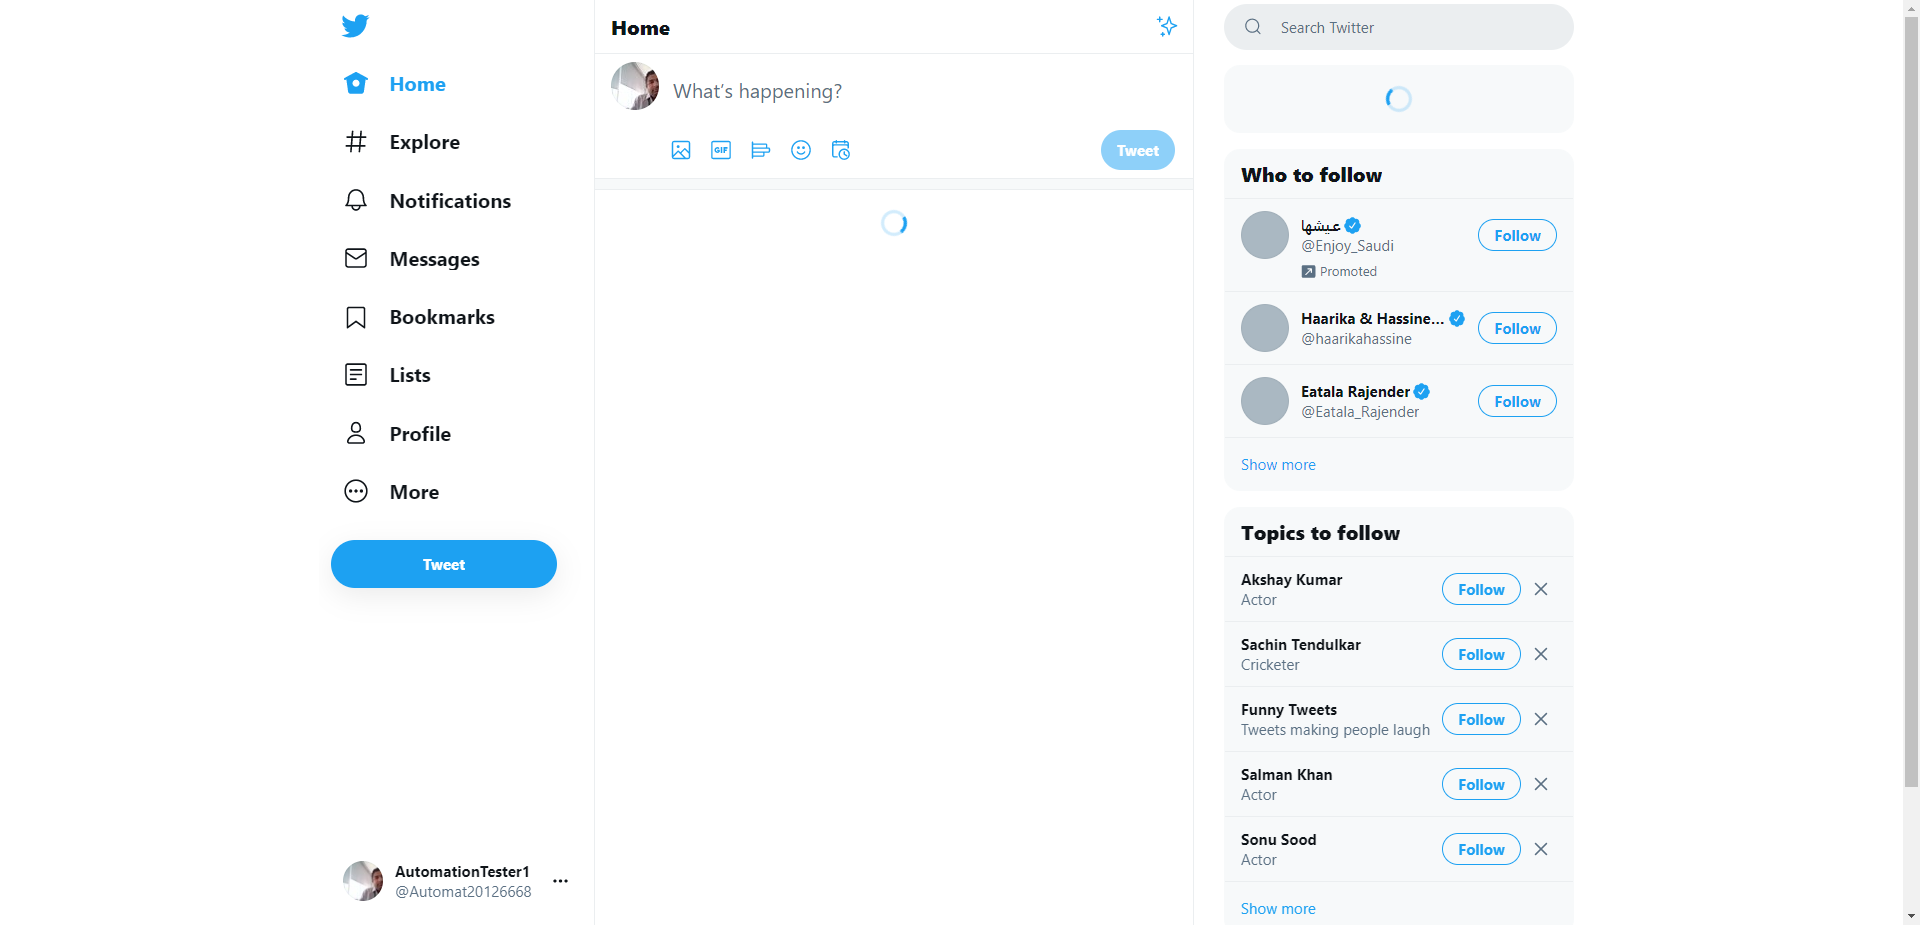 Home
Explore
Notifications
Messages
Bookmarks
Lists
Profile
More
Tweet
AutomationTester1
@Automat20126668
Home
What's happening?
GIF
Tweet
Search Twitter
Who to follow
عيشها
@Enjoy_Saudi
Promoted
Follow
Haarika & Hassine...
@haarikahassine
Follow
Eatala Rajender
@Eatala_Rajender
Follow
Show more
Topics to follow
Akshay Kumar
Actor
Follow
Sachin Tendulkar
Cricketer
Follow
Funny Tweets
Tweets making people laugh
Follow
Salman Khan
Actor
Follow
Sonu Sood
Actor
Follow
Show more